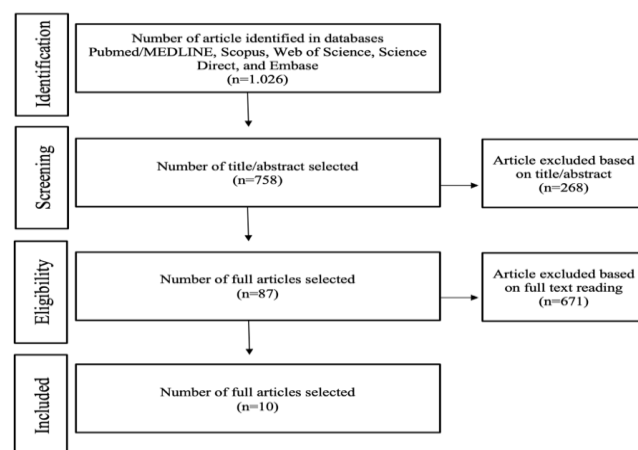 Identification
Number of article identified in databases
Pubmed/MEDLINE, Scopus, Web of Science, Science
Direct, and Embase
(n=1.026)
Screening
Number of title/abstract selected
(n=758)
Article excluded based
on title/abstract
(n=268)
Eligibility
Number of full articles selected
(n=87)
Article excluded based
on full text reading
(n=671)
Included
Number of full articles selected
(n=10)